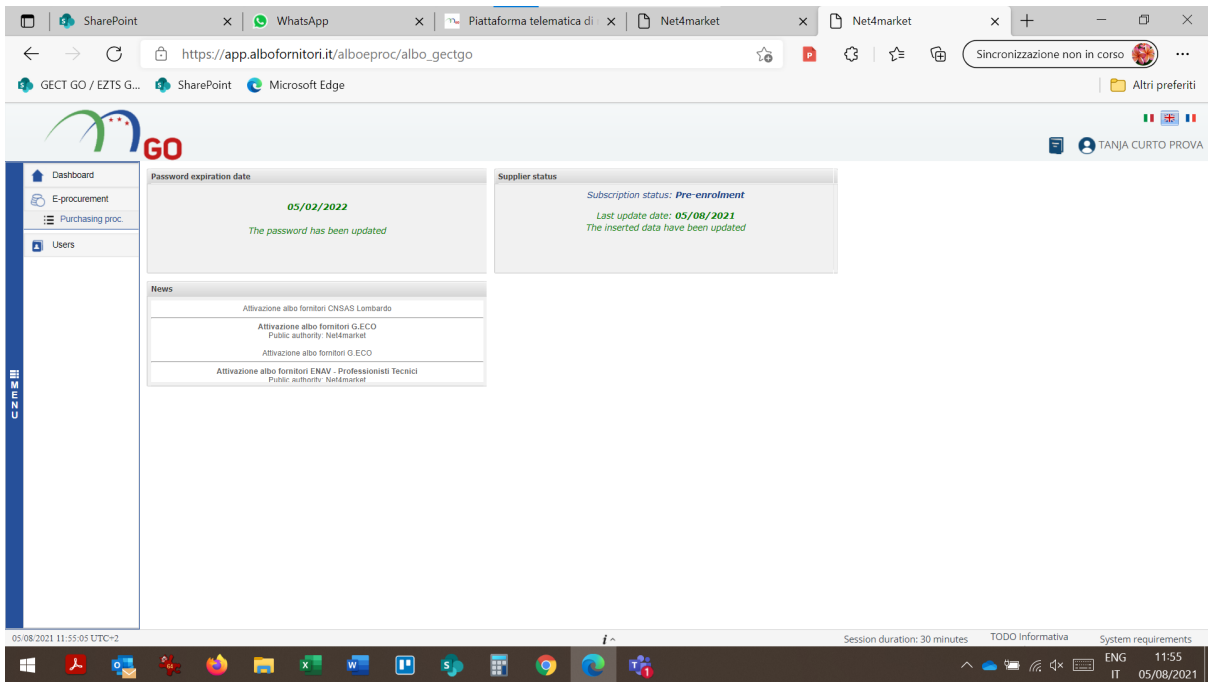 SharePoint
WhatsApp
Piattaforma telematica di
Net4market
Net4market
https://app.albofornitori.it/alboeproc/albo_gectgo
Sincronizzazione non in corso
GECT GO / EZTS G...
SharePoint
Microsoft Edge
Altri preferiti
GO
TANJA CURTO PROVA
MENU
Dashboard
E-procurement
Purchasing proc.
Users
Password expiration date
05/02/2022
The password has been updated
Supplier status
Subscription status: Pre-enrolment
Last update date: 05/08/2021
The inserted data have been updated
News
Attivazione albo fornitori CNSAS Lombardo
Attivazione albo fornitori G.ECO
Public authority: Net4market
Attivazione albo fornitori G.ECO
Attivazione albo fornitori ENAV - Professionisti Tecnici
Public authority: Net4market
05/08/2021 11:55:05 UTC+2
i
Session duration: 30 minutes
TODO Informativa
System requirements
ENG
IT
11:55
05/08/2021